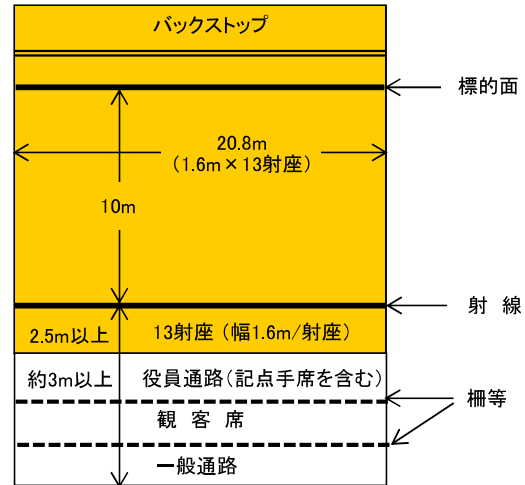 バックストップ
標的面
20.8m
（1.6m×13射座）
10m
射 線
2.5m以上
13射座（幅1.6m/射座）
約3m以上
役員通路（記点手席を含む）
柵等
観 客 席
一般通路